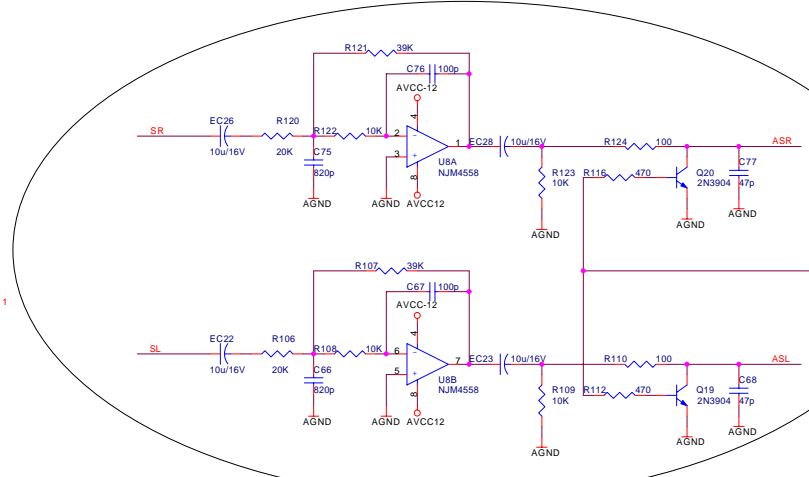 R121 39K
C76 100p
AVCC-12
SR
EC26
10u/16V
R120
20K
R122 10K
C75
820p
4
2
3
1
8
U8A
NJM4558
AVCC12
AGND
AGND
EC28 10u/16V
R124 100
ASR
R123
10K
AGND
R116 470
Q20
2N3904
C77
47p
AGND
AGND
1
R107 39K
C67 100p
AVCC-12
SL
EC22
10u/16V
R106
20K
R108 10K
C66
820p
4
6
5
7
8
U8B
NJM4558
AVCC12
AGND
AGND
EC23 10u/16V
R110 100
ASL
R109
10K
AGND
R112 470
Q19
2N3904
C68
47p
AGND
AGND